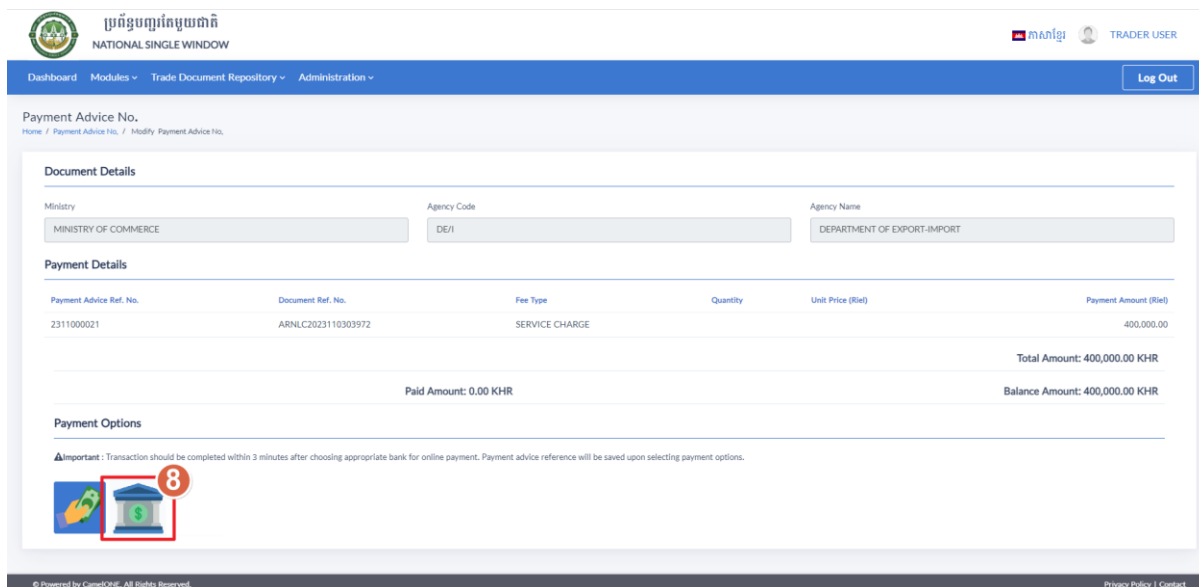 ប្រព័ន្ធបញ្ជរតែមួយជាតិ
NATIONAL SINGLE WINDOW
ភាសាខ្មែរ TRADER USER
Dashboard Modules Trade Document Repository Administration Log Out
Payment Advice No.
Home / Payment Advice No. / Modify Payment Advice No.
Document Details
Ministry Agency Code Agency Name
MINISTRY OF COMMERCE DE/I DEPARTMENT OF EXPORT-IMPORT
Payment Details
Payment Advice Ref. No. Document Ref. No. Fee Type Quantity Unit Price (Riel) Payment Amount (Riel)
2311000021 ARNLC2023110303972 SERVICE CHARGE 400,000.00
Total Amount: 400,000.00 KHR
Paid Amount: 0.00 KHR Balance Amount: 400,000.00 KHR
Payment Options
Important : Transaction should be completed within 3 minutes after choosing appropriate bank for online payment. Payment advice reference will be saved upon selecting payment options.
8
$
© Powered by CamelONE. All Rights Reserved. Privacy Policy | Contact